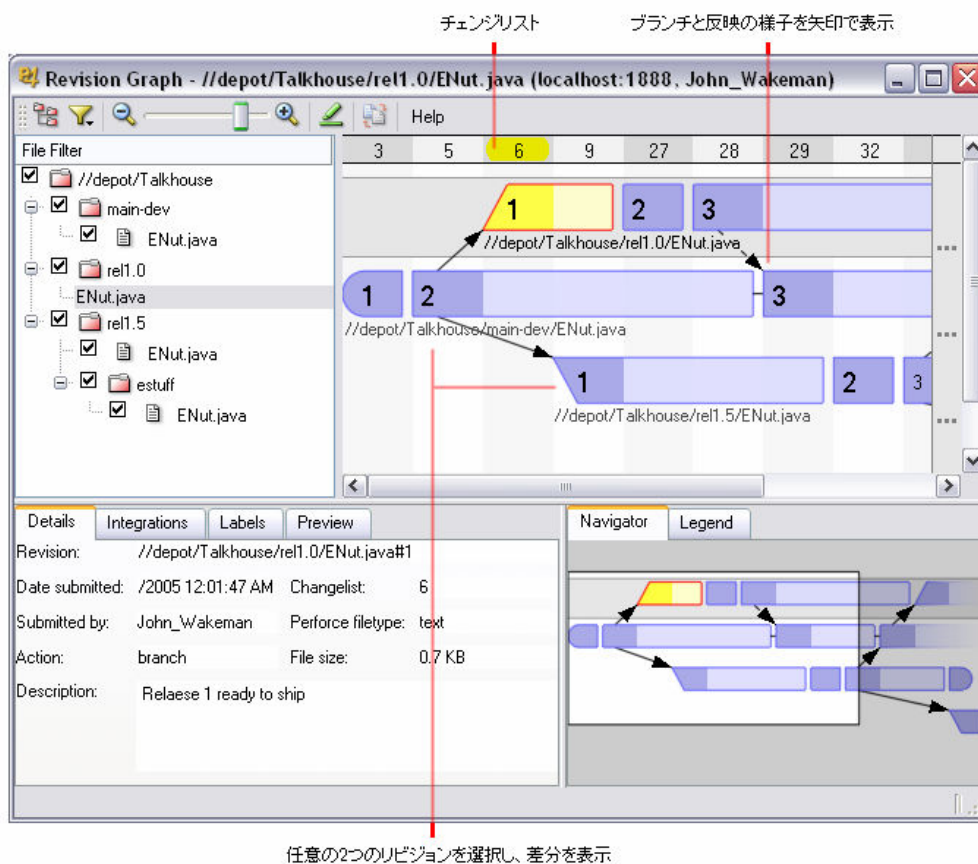 チェンジリスト
ブランチと反映の様子を矢印で表示
Revision Graph - //depot/Talkhouse/rel1.0/ENut.java (localhost:1888, John_Wakeman)
Help
File Filter
//depot/Talkhouse
main-dev
ENut.java
rel1.0
ENut.java
rel1.5
ENut.java
estuff
ENut.java
3 5 6 9 27 28 29 32
1 2 3
//depot/Talkhouse/rel1.0/ENut.java
1 2 3
//depot/Talkhouse/main-dev/ENut.java
1 2 3
//depot/Talkhouse/rel1.5/ENut.java
Details Integrations Labels Preview
Revision: //depot/Talkhouse/rel1.0/ENut.java#1
Date submitted: /2005 12:01:47 AM Changelist: 6
Submitted by: John_Wakeman Perforce filetype: text
Action: branch File size: 0.7 KB
Description: Relaese 1 ready to ship
Navigator Legend
任意の2つのリビジョンを選択し、差分を表示